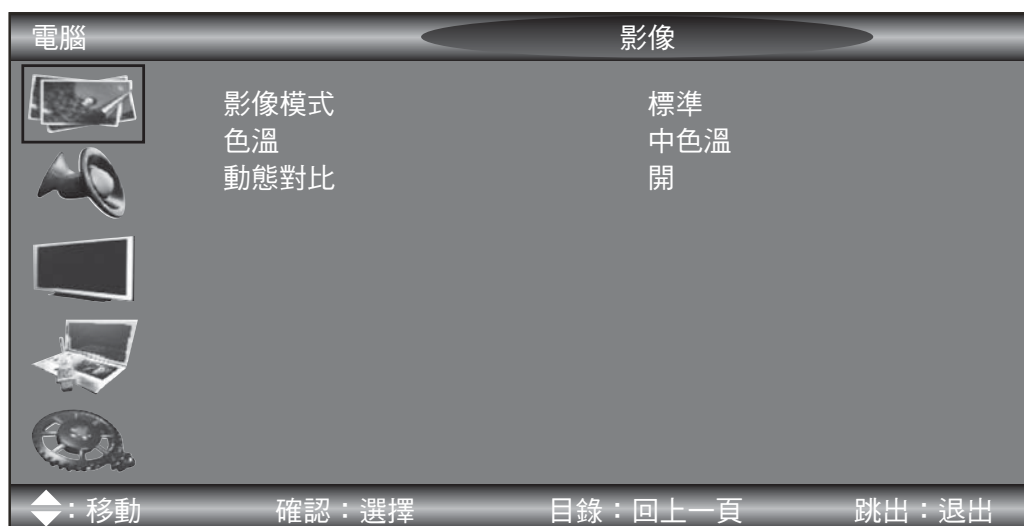 電腦 影像
影像模式 標準
色溫 中色溫
動態對比 開
：移動 確認：選擇 目錄：回上一頁 跳出：退出